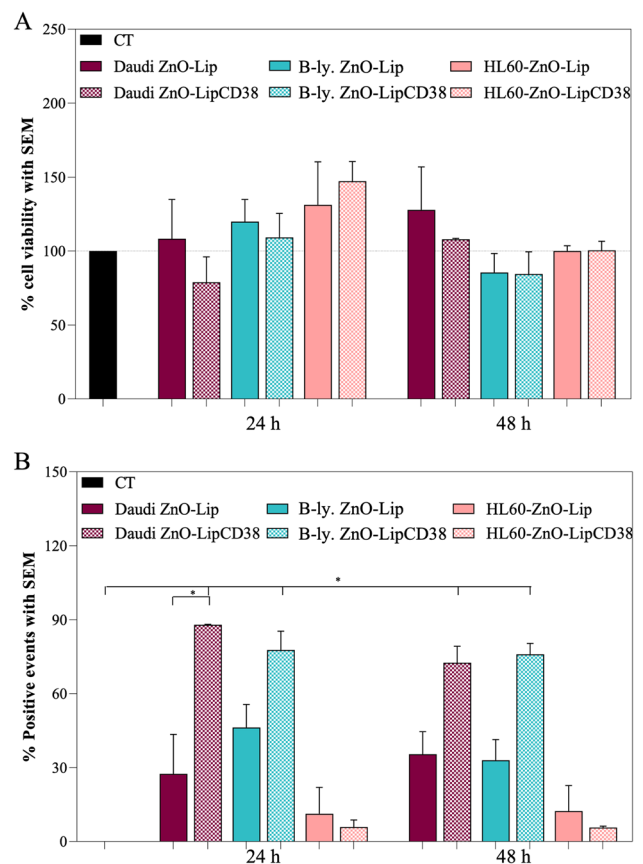 A
250
200
150
100
50
0
% cell viability with SEM
CT
Daudi ZnO-Lip B-ly. ZnO-Lip HL60-ZnO-Lip
Daudi ZnO-LipCD38 B-ly. ZnO-LipCD38 HL60-ZnO-LipCD38
24 h 48 h
B
150
120
90
60
30
0
% Positive events with SEM
CT
Daudi ZnO-Lip B-ly. ZnO-Lip HL60-ZnO-Lip
Daudi ZnO-LipCD38 B-ly. ZnO-LipCD38 HL60-ZnO-LipCD38
*
*
24 h 48 h